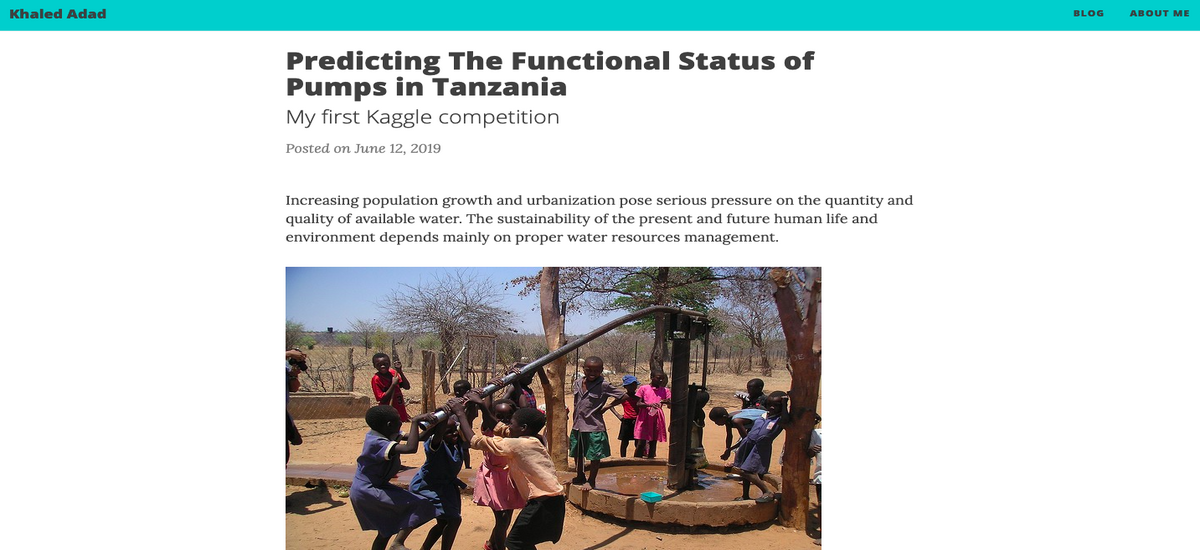 Khaled Adad
BLOG
ABOUT ME
Predicting The Functional Status of
Pumps in Tanzania
My first Kaggle competition
Posted on June 12, 2019
Increasing population growth and urbanization pose serious pressure on the quantity and
quality of available water. The sustainability of the present and future human life and
environment depends mainly on proper water resources management.